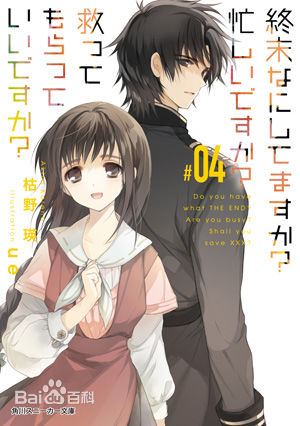 終末なにしてますか?
忙しいですか?
救って
もらって
いいですか?
#04
Do you have
what THE END?
Are you busy?
Shall you
save XXX?
枯野 瑛
illustration ue
Baidu百科
角川スニーカー文庫